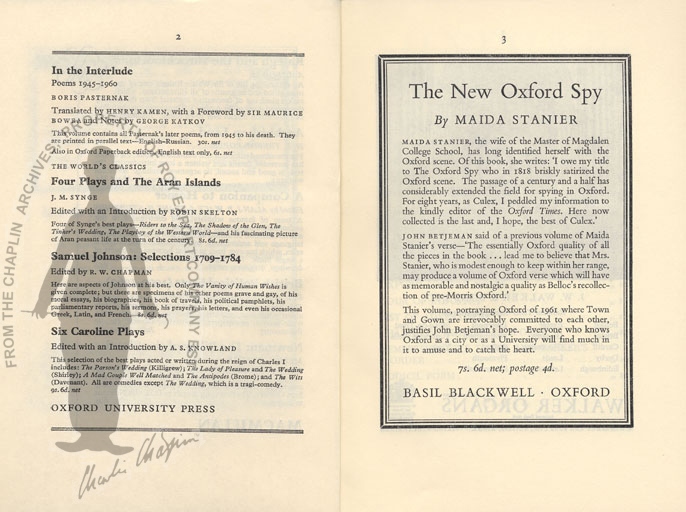 2
In the Interlude
Poems 1945–1960
BORIS PASTERNAK
Translated by HENRY KAMEN, with a Foreword by SIR MAURICE
BOWRA and Notes by GEORGE KATKOV
This volume contains all Pasternak's later poems, from 1945 to his death. They
are printed in parallel text—English–Russian. 30s. net
Also in Oxford Paperback edition, English text only, 6s. net
THE WORLD'S CLASSICS
Four Plays and The Aran Islands
J. M. SYNGE
Edited with an Introduction by ROBIN SKELTON
Four of Synge's best plays—Riders to the Sea, The Shadow of the Glen, The
Tinker's Wedding, The Playboy of the Western World—and his fascinating picture
of Aran peasant life at the turn of the century. 8s. 6d. net
Samuel Johnson: Selections 1709–1784
Edited by R. W. CHAPMAN
Here are aspects of Johnson at his best. Only The Vanity of Human Wishes is
given complete; but there are specimens of his other poems grave and gay, of his
moral essays, his biographies, his book of travel, his political pamphlets, his
parliamentary reports, his sermons, his prayers, his letters, and even his occasional
Greek, Latin, and French. net
Six Caroline Plays
Edited with an Introduction by A. S. KNOWLAND
This selection of the best plays acted or written during the reign of Charles I
includes: The Parson's Wedding (Killigrew); The Lady of Pleasure and The Wedding
(Shirley); A Mad Couple Well Matched and The Antipodes (Brome); and The Wits
(Davenant). All are comedies except The Wedding, which is a tragi-comedy.
9s. 6d. net
OXFORD UNIVERSITY PRESS
FROM THE CHAPLIN ARCHIVES PROPERTY OF ROY EXPORT COMPANY EST
Charlie Chaplin
3
The New Oxford Spy
By MAIDA STANIER
MAIDA STANIER, the wife of the Master of Magdalen
College School, has long identified herself with the
Oxford scene. Of this book, she writes: 'I owe my title
to The Oxford Spy who in 1818 briskly satirized the
Oxford scene. The passage of a century and a half has
considerably extended the field for spying in Oxford.
For eight years, as Culex, I peddled my information to
the kindly editor of the Oxford Times. Here now
collected is the last and, I hope, the best of Culex.'
JOHN BETJEMAN said of a previous volume of Maida
Stanier's verse—'The essentially Oxford quality of all
the pieces in the book . . . lead me to believe that Mrs.
Stanier, who is modest enough to keep within her range,
may produce a volume of Oxford verse which will have
as memorable and nostalgic a quality as Belloc's recollec-
tion of pre-Morris Oxford.'
This volume, portraying Oxford of 1961 where Town
and Gown are irrevocably committed to each other,
justifies John Betjeman's hope. Everyone who knows
Oxford as a city or as a University will find much in
it to amuse and to catch the heart.
7s. 6d. net; postage 4d.
BASIL BLACKWELL · OXFORD
WALKER ORGANS
MACMILLAN